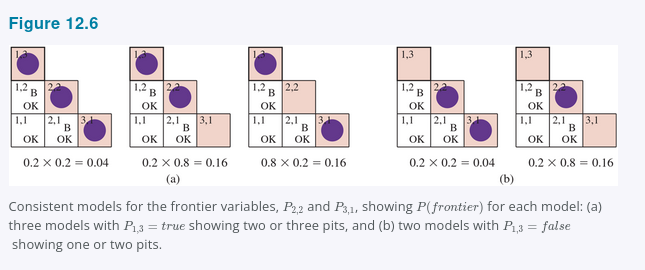 Figure 12.6
1,3 1,3 1,3 1,3 1,3
1,2 B 2,2 1,2 B 2,2 1,2 B 2,2 1,2 B 2,2 1,2 B 2,2
OK OK OK OK OK
1,1 2,1 B 3,1 1,1 2,1 B 3,1 1,1 2,1 B 3,1 1,1 2,1 B 3,1 1,1 2,1 B 3,1
OK OK OK OK OK OK OK OK OK OK
0.2 × 0.2 = 0.04 0.2 × 0.8 = 0.16 0.8 × 0.2 = 0.16 0.2 × 0.2 = 0.04 0.2 × 0.8 = 0.16
(a) (b)
Consistent models for the frontier variables, P2,2 and P3,1, showing P(frontier) for each model: (a)
three models with P1,3 = true showing two or three pits, and (b) two models with P1,3 = false
showing one or two pits.